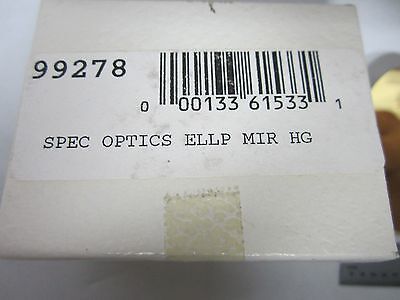 99278
0 00133 61533 1
SPEC OPTICS ELLP MIR HG